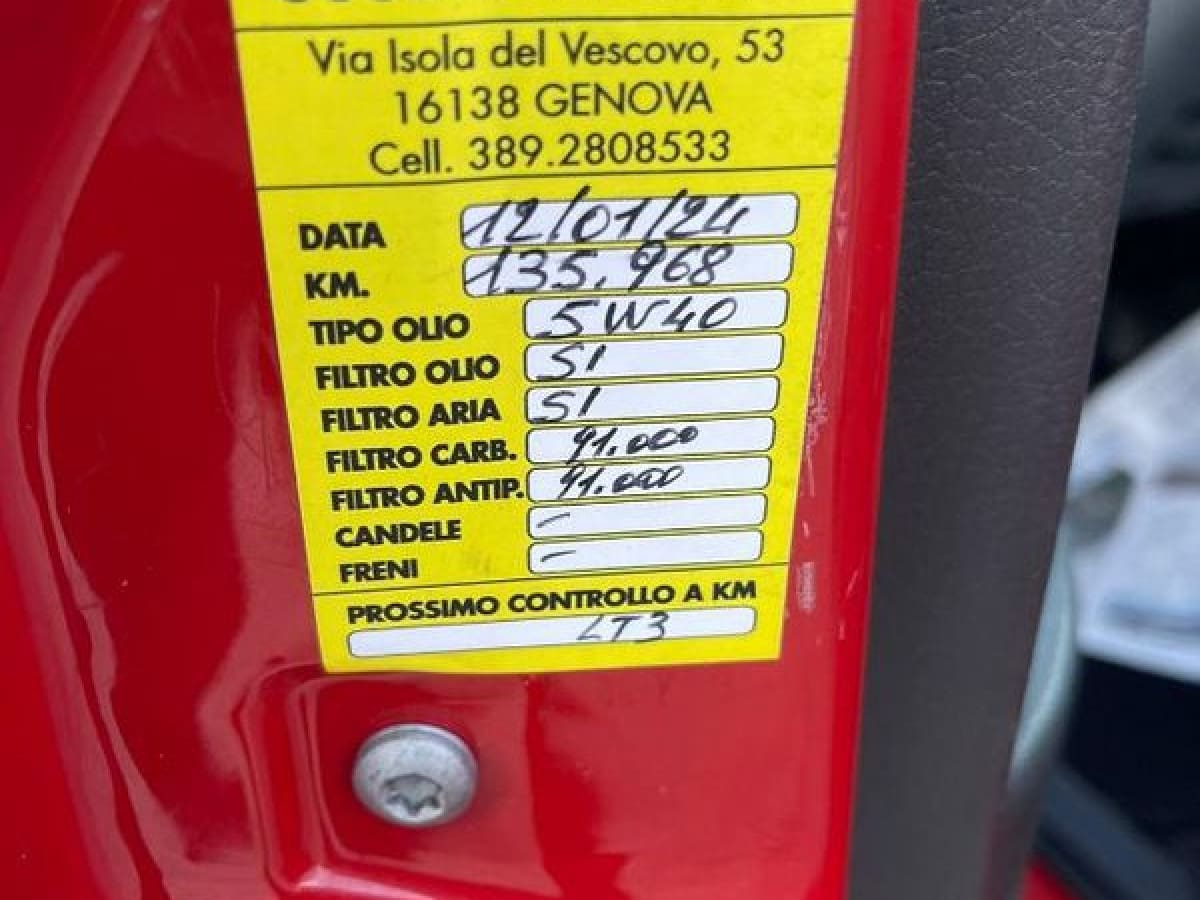 Via Isola del Vescovo, 53
16138 GENOVA
Cell. 389.2808533
DATA 12/01/24
KM. 135.968
TIPO OLIO 5W40
FILTRO OLIO SI
FILTRO ARIA SI
FILTRO CARB. 91.000
FILTRO ANTIP. 91.000
CANDELE -
FRENI -
PROSSIMO CONTROLLO A KM
LT3